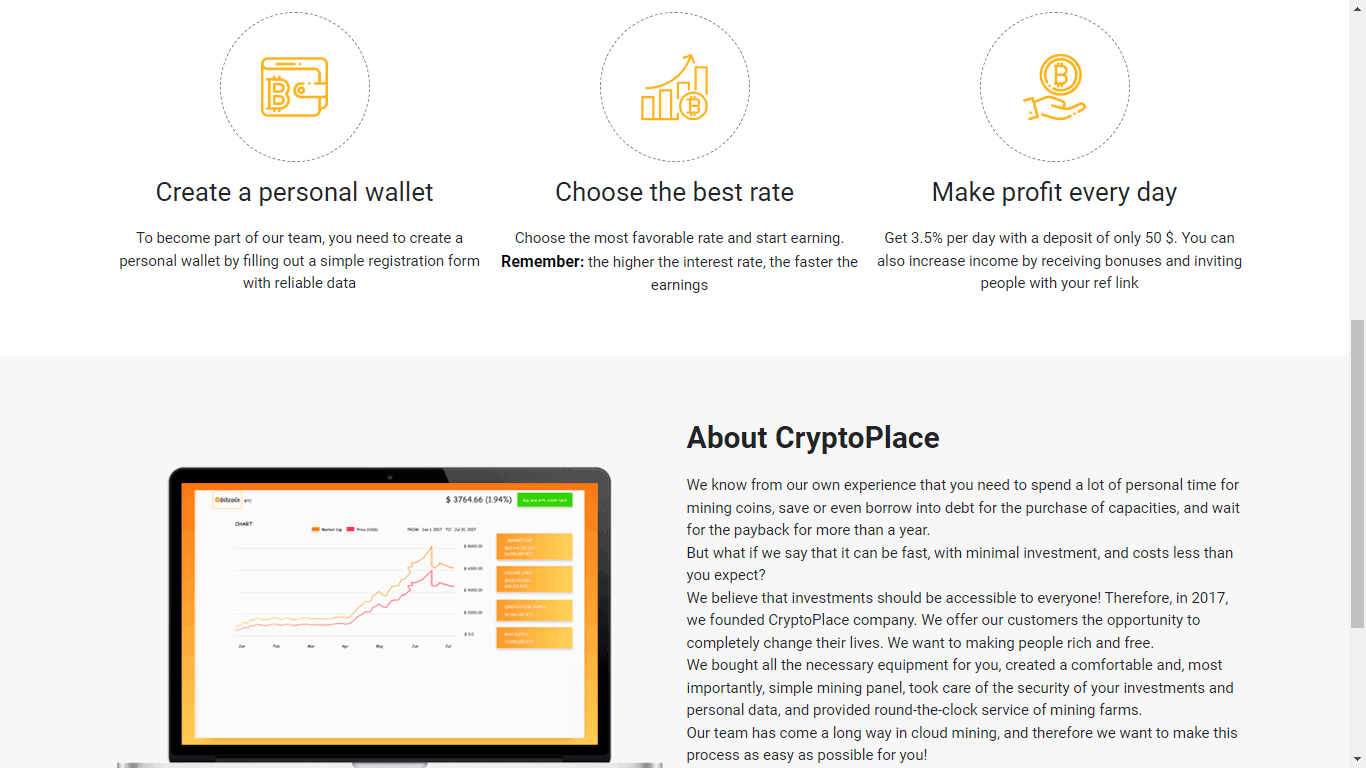 Create a personal wallet
To become part of our team, you need to create a
personal wallet by filling out a simple registration form
with reliable data
Choose the best rate
Choose the most favorable rate and start earning.
Remember: the higher the interest rate, the faster the
earnings
Make profit every day
Get 3.5% per day with a deposit of only 50 $. You can
also increase income by receiving bonuses and inviting
people with your ref link
bitcoin BTC
$ 3764.66 (1.94%)
CHART
Market Cap
Price (USD)
FROM Jan 1, 2017 TO Jul 31, 2017
$ 8000.00
$ 6000.00
$ 4000.00
$ 2000.00
$ 0.0
Jan Feb Mar Apr May Jun Jul
MARKET CAP
About CryptoPlace
We know from our own experience that you need to spend a lot of personal time for
mining coins, save or even borrow into debt for the purchase of capacities, and wait
for the payback for more than a year.
But what if we say that it can be fast, with minimal investment, and costs less than
you expect?
We believe that investments should be accessible to everyone! Therefore, in 2017,
we founded CryptoPlace company. We offer our customers the opportunity to
completely change their lives. We want to making people rich and free.
We bought all the necessary equipment for you, created a comfortable and, most
importantly, simple mining panel, took care of the security of your investments and
personal data, and provided round-the-clock service of mining farms.
Our team has come a long way in cloud mining, and therefore we want to make this
process as easy as possible for you!